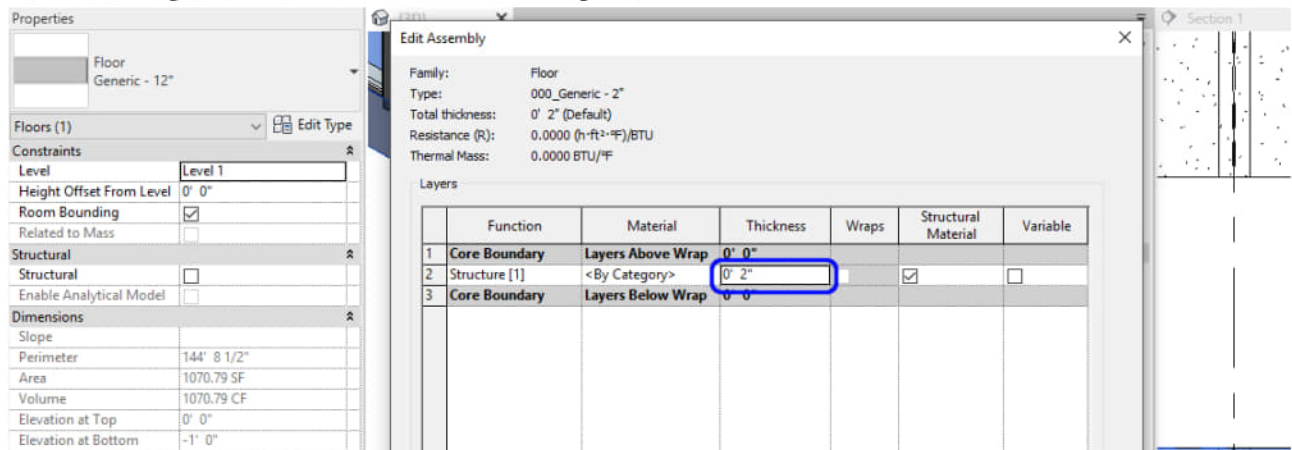 Properties
Floor
Generic - 12"
Floors (1)
Edit Type
Constraints
Level Level 1
Height Offset From Level 0' 0"
Room Bounding
Related to Mass
Structural
Structural
Enable Analytical Model
Dimensions
Slope
Perimeter 144' 8 1/2"
Area 1070.79 SF
Volume 1070.79 CF
Elevation at Top 0' 0"
Elevation at Bottom -1' 0"
Edit Assembly
Family: Floor
Type: 000_Generic - 2"
Total thickness: 0' 2" (Default)
Resistance (R): 0.0000 (h·ft²·°F)/BTU
Thermal Mass: 0.0000 BTU/°F
Layers
Function Material Thickness Wraps Structural Material Variable
1 Core Boundary Layers Above Wrap 0' 0"
2 Structure [1] <By Category> 0' 2"
3 Core Boundary Layers Below Wrap 0' 0"
Section 1